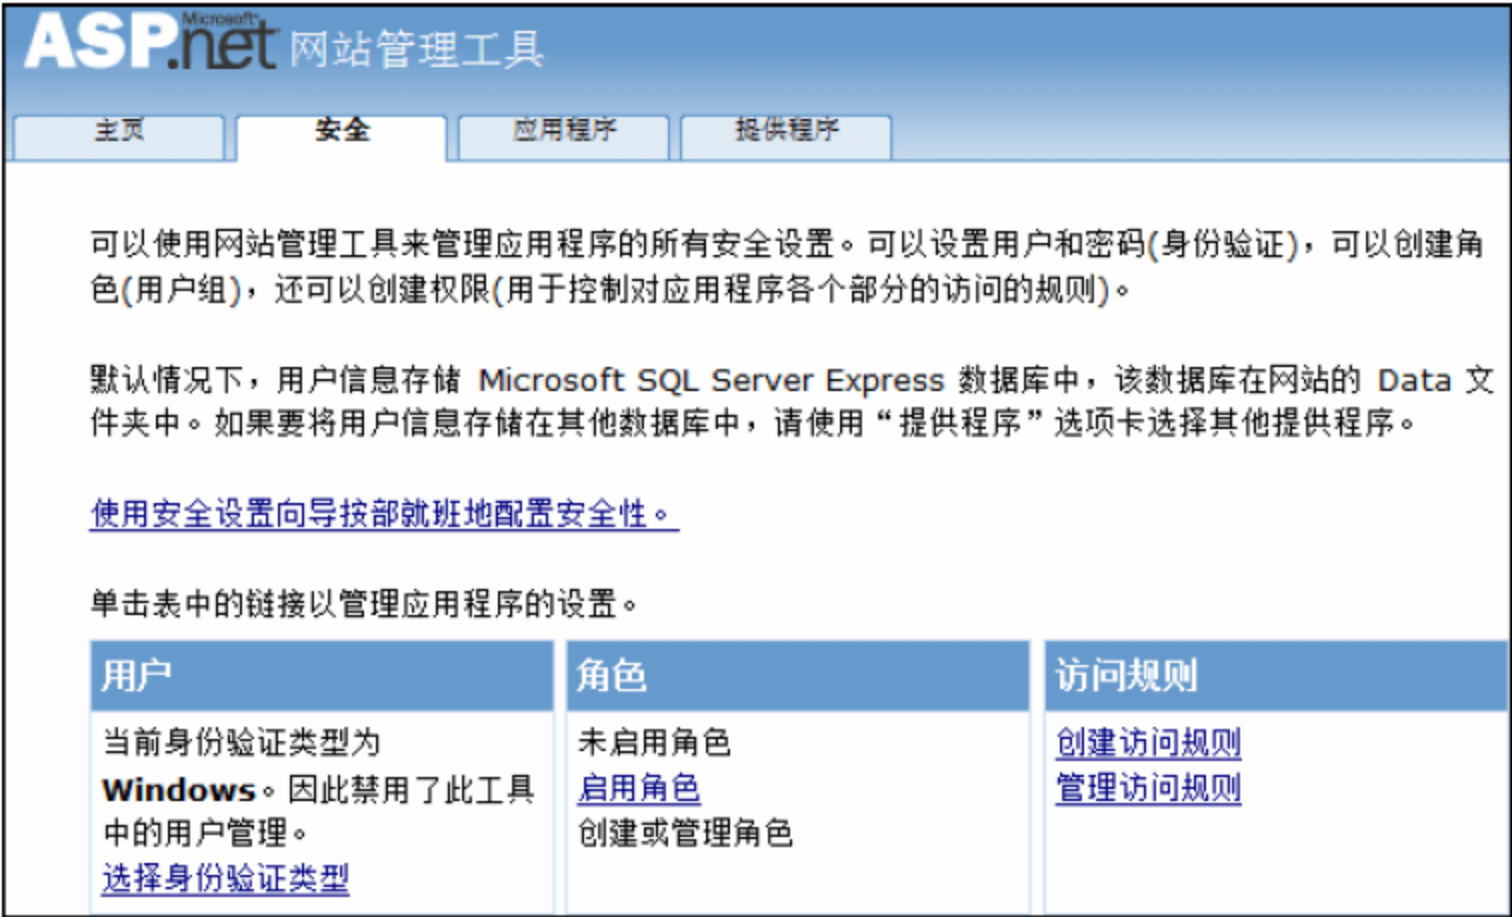 Microsoft
ASP.net 网站管理工具
主页 安全 应用程序 提供程序
可以使用网站管理工具来管理应用程序的所有安全设置。可以设置用户和密码(身份验证)，可以创建角
色(用户组)，还可以创建权限(用于控制对应用程序各个部分的访问的规则)。
默认情况下，用户信息存储 Microsoft SQL Server Express 数据库中，该数据库在网站的 Data 文
件夹中。如果要将用户信息存储在其他数据库中，请使用“提供程序”选项卡选择其他提供程序。
使用安全设置向导按部就班地配置安全性。
单击表中的链接以管理应用程序的设置。
用户
当前身份验证类型为
Windows。因此禁用了此工具
中的用户管理。
选择身份验证类型
角色
未启用角色
启用角色
创建或管理角色
访问规则
创建访问规则
管理访问规则